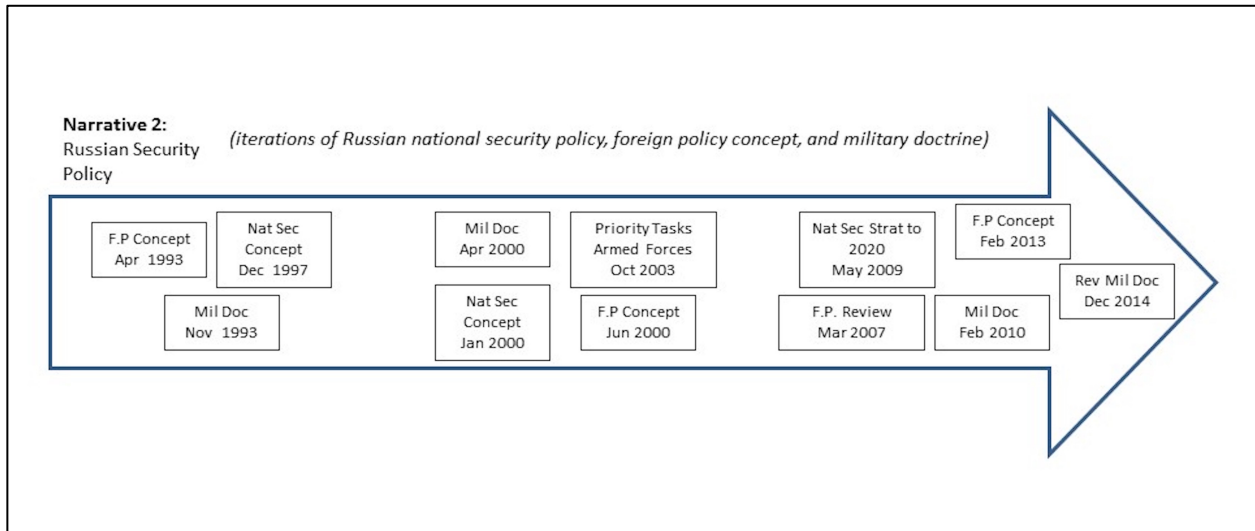 Narrative 2:
Russian Security
Policy
(iterations of Russian national security policy, foreign policy concept, and military doctrine)
F.P Concept
Apr 1993
Nat Sec
Concept
Dec 1997
Mil Doc
Nov 1993
Mil Doc
Apr 2000
Nat Sec
Concept
Jan 2000
Priority Tasks
Armed Forces
Oct 2003
F.P Concept
Jun 2000
Nat Sec Strat to
2020
May 2009
F.P. Review
Mar 2007
F.P Concept
Feb 2013
Mil Doc
Feb 2010
Rev Mil Doc
Dec 2014